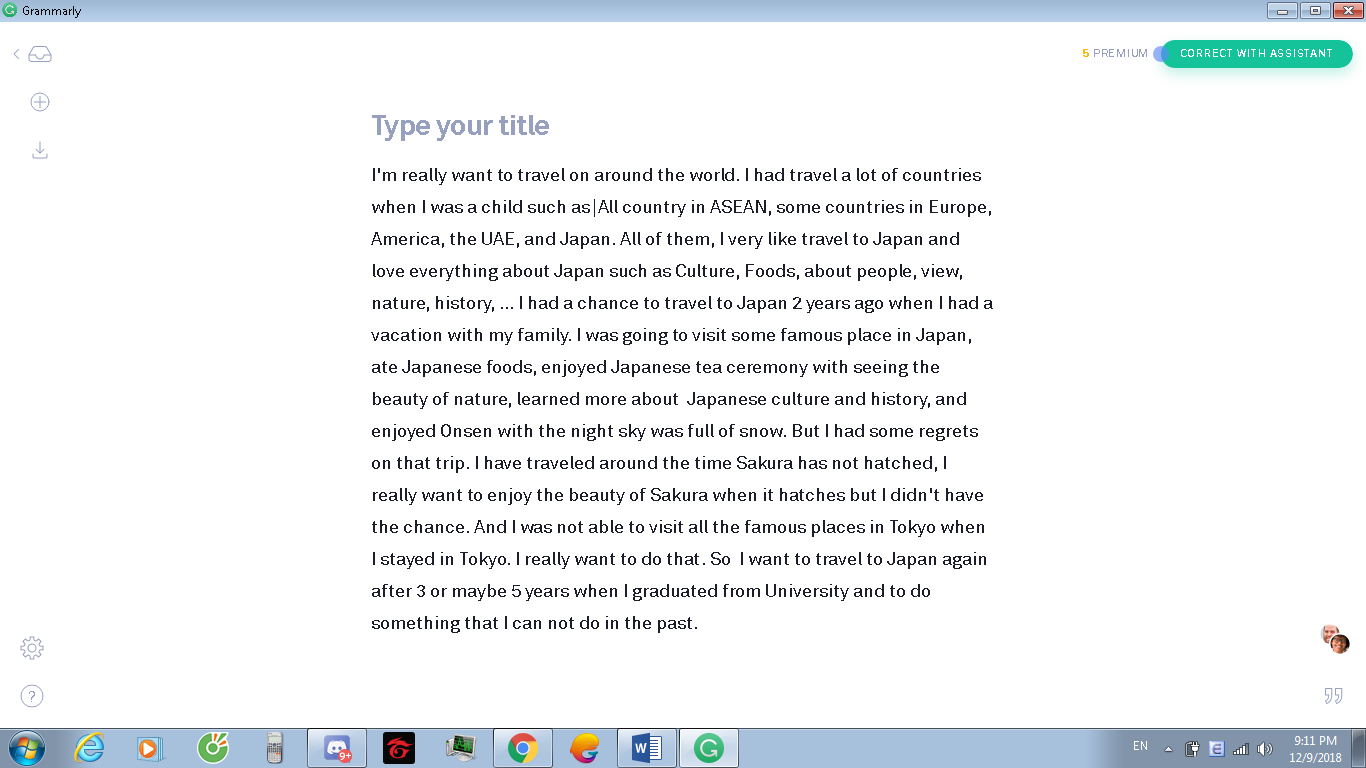 Grammarly
5 PREMIUM
CORRECT WITH ASSISTANT
Type your title
I'm really want to travel on around the world. I had travel a lot of countries
when I was a child such as All country in ASEAN, some countries in Europe,
America, the UAE, and Japan. All of them, I very like travel to Japan and
love everything about Japan such as Culture, Foods, about people, view,
nature, history, ... I had a chance to travel to Japan 2 years ago when I had a
vacation with my family. I was going to visit some famous place in Japan,
ate Japanese foods, enjoyed Japanese tea ceremony with seeing the
beauty of nature, learned more about  Japanese culture and history, and
enjoyed Onsen with the night sky was full of snow. But I had some regrets
on that trip. I have traveled around the time Sakura has not hatched, I
really want to enjoy the beauty of Sakura when it hatches but I didn't have
the chance. And I was not able to visit all the famous places in Tokyo when
I stayed in Tokyo. I really want to do that. So  I want to travel to Japan again
after 3 or maybe 5 years when I graduated from University and to do
something that I can not do in the past.
9+
EN
9:11 PM
12/9/2018